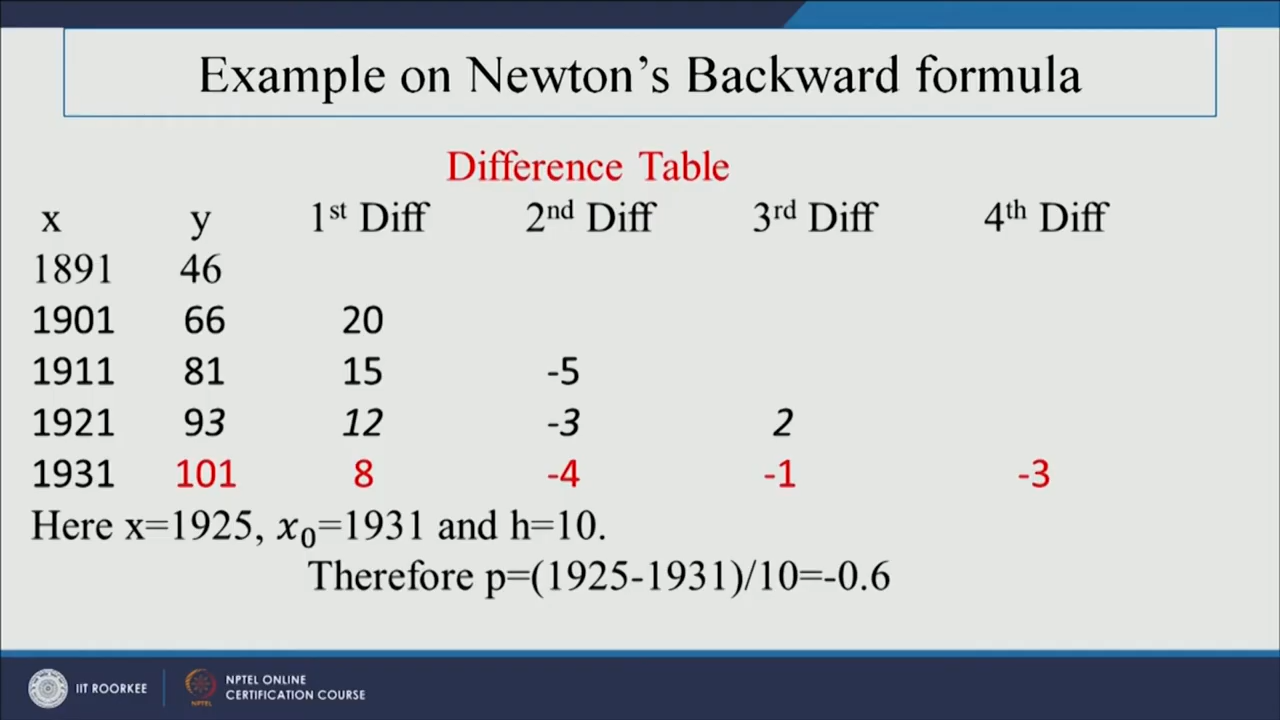 Example on Newton's Backward formula
Difference Table
x y 1st Diff 2nd Diff 3rd Diff 4th Diff
1891 46
1901 66 20
1911 81 15 -5
1921 93 12 -3 2
1931 101 8 -4 -1 -3
Here x=1925, x₀=1931 and h=10.
Therefore p=(1925-1931)/10=-0.6
IIT ROORKEE
NPTEL
NPTEL ONLINE
CERTIFICATION COURSE